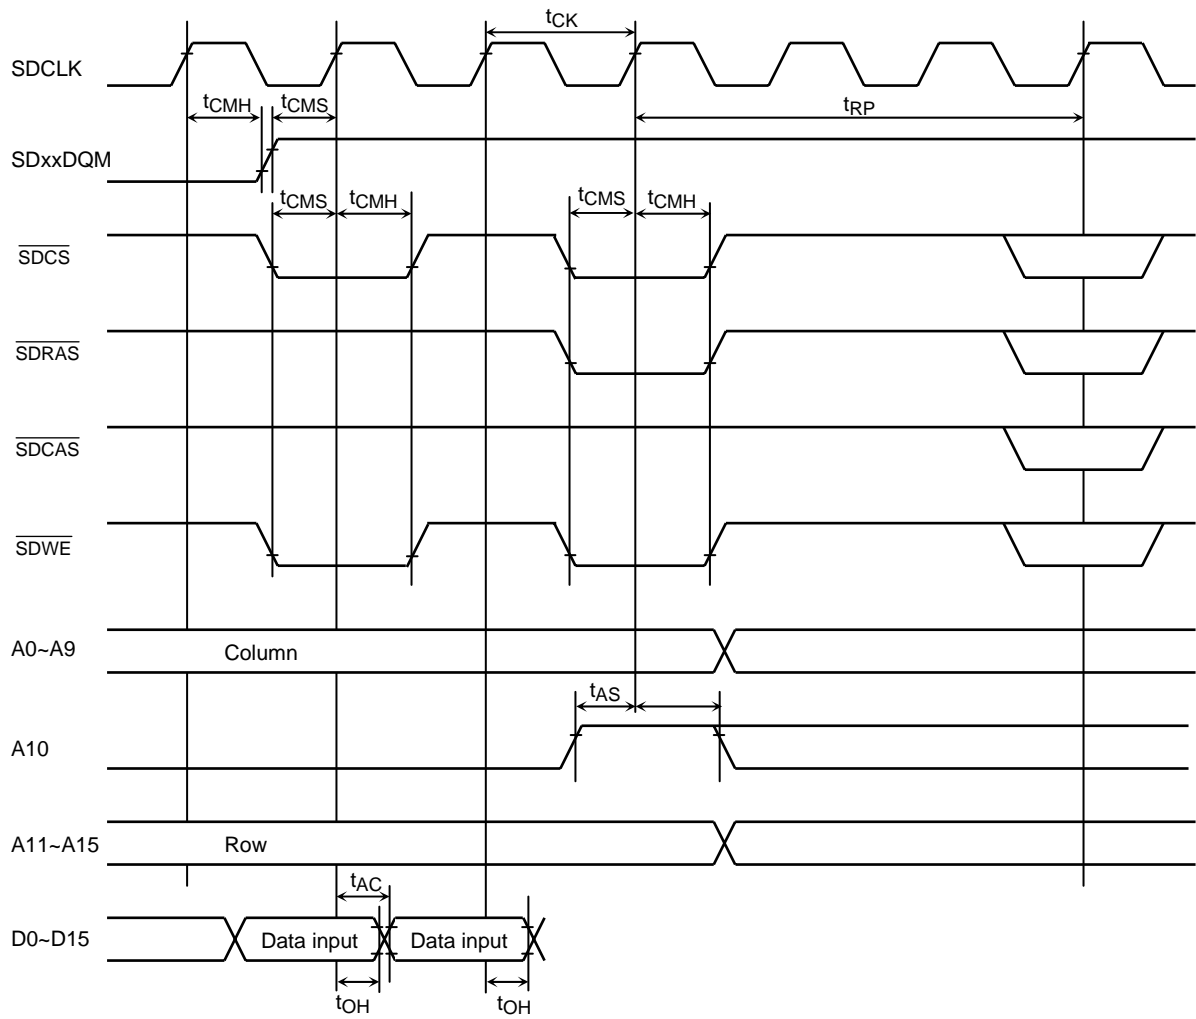 tCK
SDCLK
tCMH tCMS tRP
SDxxDQM
tCMS tCMH tCMS tCMH
SDCS
SDRAS
SDCAS
SDWE
A0~A9 Column
tAS
A10
A11~A15 Row
tAC
D0~D15 Data input Data input
tOH tOH